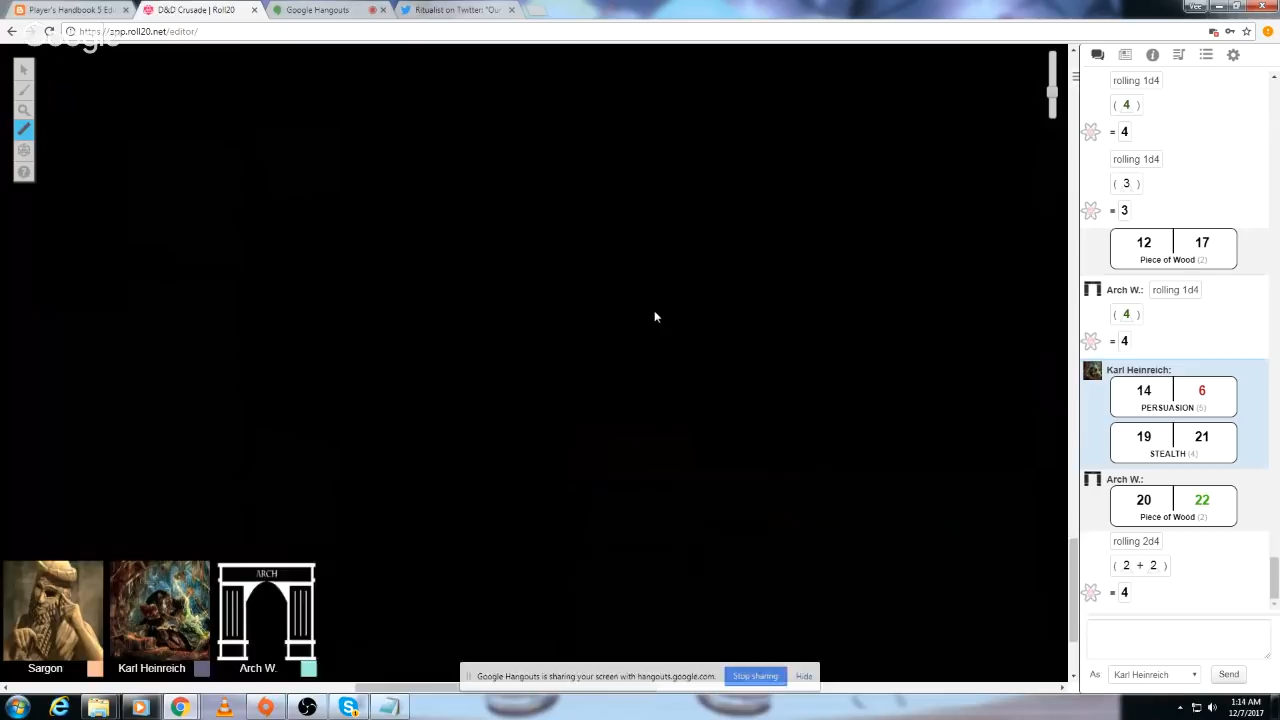 Player's Handbook 5 Edi
D&D Crusade | Roll20
Google Hangouts
Ritualist on Twitter: "Our
Vee
https://app.roll20.net/editor/
Google
rolling 1d4
( 4 )
= 4
rolling 1d4
( 3 )
= 3
12 17
Piece of Wood (2)
Arch W.: rolling 1d4
( 4 )
= 4
Karl Heinreich:
14 6
PERSUASION (5)
19 21
STEALTH (4)
Arch W.:
20 22
Piece of Wood (2)
rolling 2d4
( 2 + 2 )
= 4
ARCH
Sargon
Karl Heinreich
Arch W.
Google Hangouts is sharing your screen with hangouts.google.com.
Stop sharing
Hide
As
Karl Heinreich
Send
1:14 AM
12/7/2017